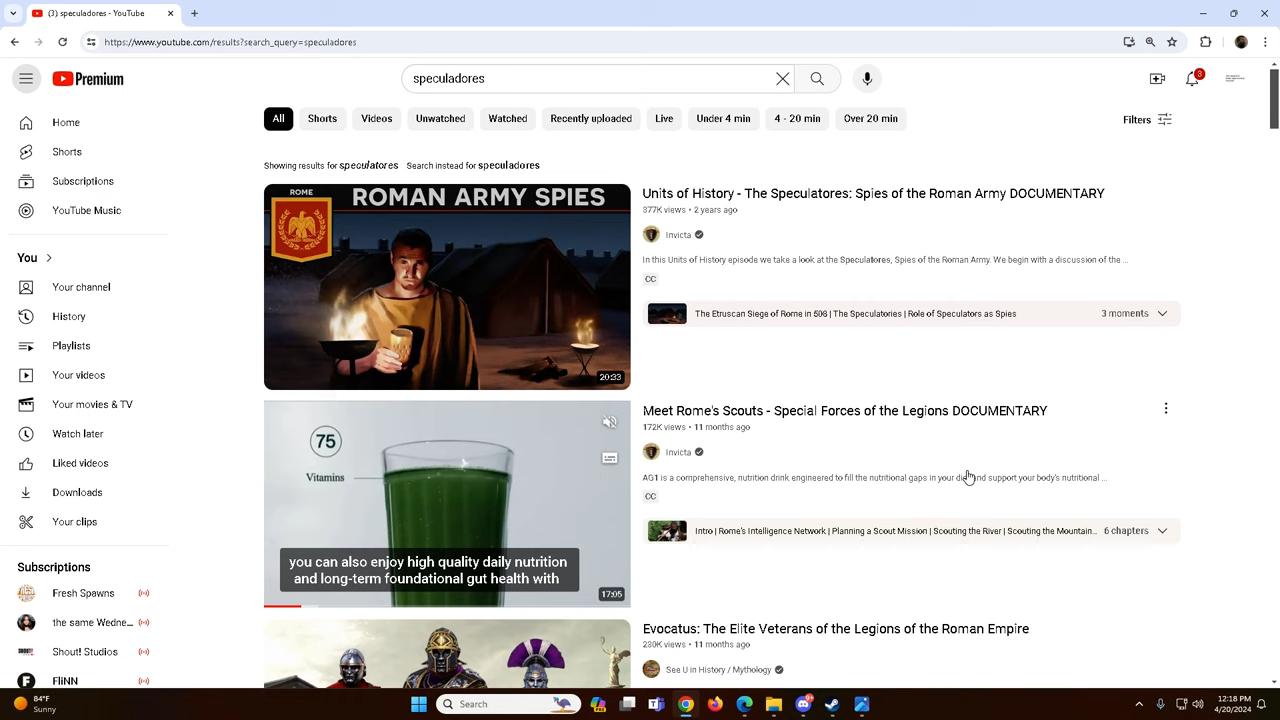 (3) speculadores - YouTube
https://www.youtube.com/results?search_query=speculadores
Premium
speculadores
3
All
Shorts
Videos
Unwatched
Watched
Recently uploaded
Live
Under 4 min
4 - 20 min
Over 20 min
Filters
Home
Shorts
Subscriptions
YouTube Music
You
Your channel
History
Playlists
Your videos
Your movies & TV
Watch later
Liked videos
Downloads
Your clips
Subscriptions
Fresh Spawns
the same Wedne...
Shout! Studios
FliNN
Showing results for speculatores Search instead for speculadores
ROME
ROMAN ARMY SPIES
20:33
Units of History - The Speculatores: Spies of the Roman Army DOCUMENTARY
377K views • 2 years ago
Invicta
In this Units of History episode we take a look at the Speculatores, Spies of the Roman Army. We begin with a discussion of the ...
CC
The Etruscan Siege of Rome in 508 | The Speculatories | Role of Speculators as Spies
3 moments
75
Vitamins
you can also enjoy high quality daily nutrition
and long-term foundational gut health with
17:05
Meet Rome's Scouts - Special Forces of the Legions DOCUMENTARY
172K views • 11 months ago
Invicta
AG1 is a comprehensive, nutrition drink engineered to fill the nutritional gaps in your and support your body's nutritional ...
CC
Intro | Rome's Intelligence Network | Planning a Scout Mission | Scouting the River | Scouting the Mountain...
6 chapters
Evocatus: The Elite Veterans of the Legions of the Roman Empire
230K views • 11 months ago
See U in History / Mythology
84°F
Sunny
Search
12:18 PM
4/20/2024